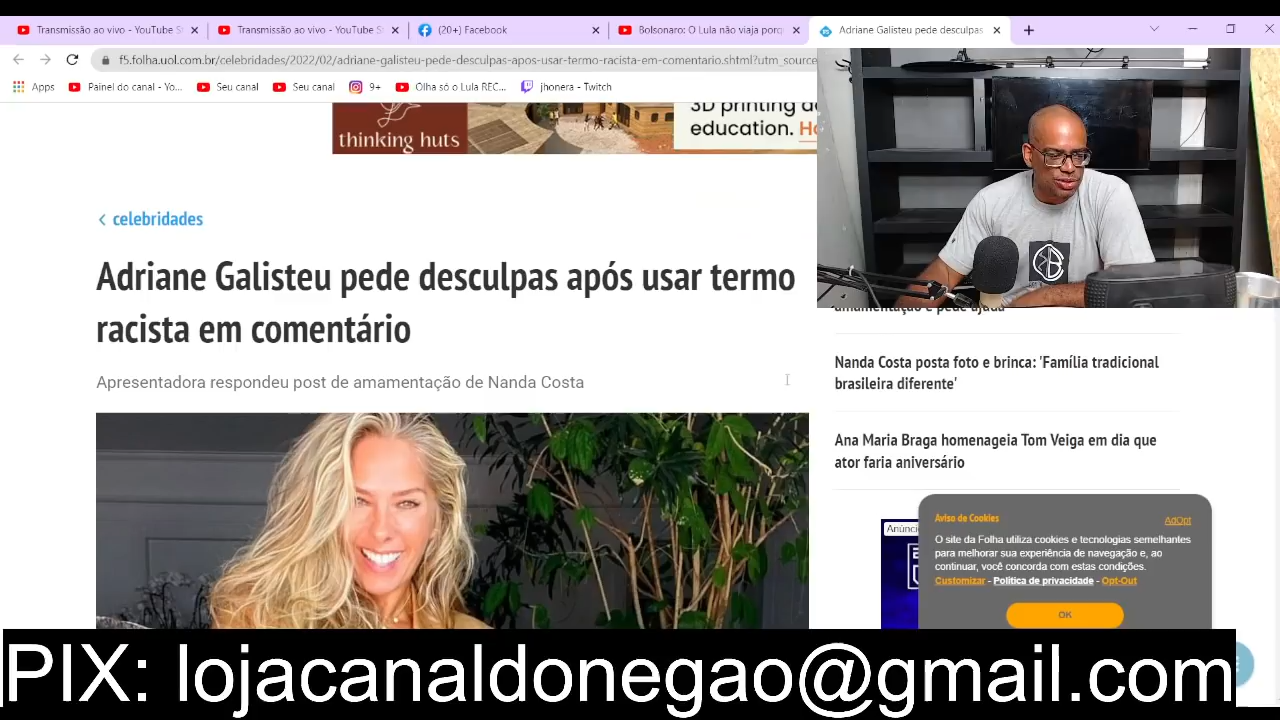 Transmissão ao vivo - YouTube S
Transmissão ao vivo - YouTube S
(20+) Facebook
Bolsonaro: O Lula não viaja porq
Adriane Galisteu pede desculpas
f5.folha.uol.com.br/celebridades/2022/02/adriane-galisteu-pede-desculpas-apos-usar-termo-racista-em-comentario.shtml?utm_source
Apps
Painel do canal - Yo...
Seu canal
Seu canal
9+
Olha só o Lula REC...
jhonera - Twitch
thinking huts
3D printing
education.
celebridades
Adriane Galisteu pede desculpas após usar termo
racista em comentário
Apresentadora respondeu post de amamentação de Nanda Costa
amamentação e pede ajuda
Nanda Costa posta foto e brinca: 'Família tradicional
brasileira diferente'
Ana Maria Braga homenageia Tom Veiga em dia que
ator faria aniversário
Aviso de Cookies
AdOpt
O site da Folha utiliza cookies e tecnologias semelhantes
para melhorar sua experiência de navegação e, ao
continuar, você concorda com estas condições.
Customizar - Política de privacidade - Opt-Out
OK
PIX: lojacanaldonegao@gmail.com